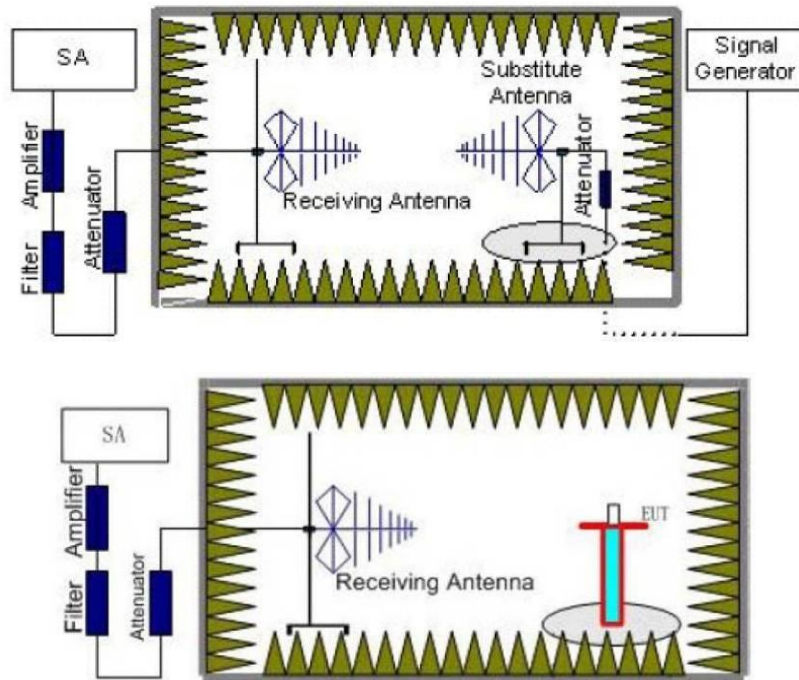 SA
Signal
Generator
Substitute
Antenna
Amplifier
Attenuator
Attenuator
Receiving Antenna
Filter
SA
Amplifier
EUT
Receiving Antenna
Filter
Attenuator